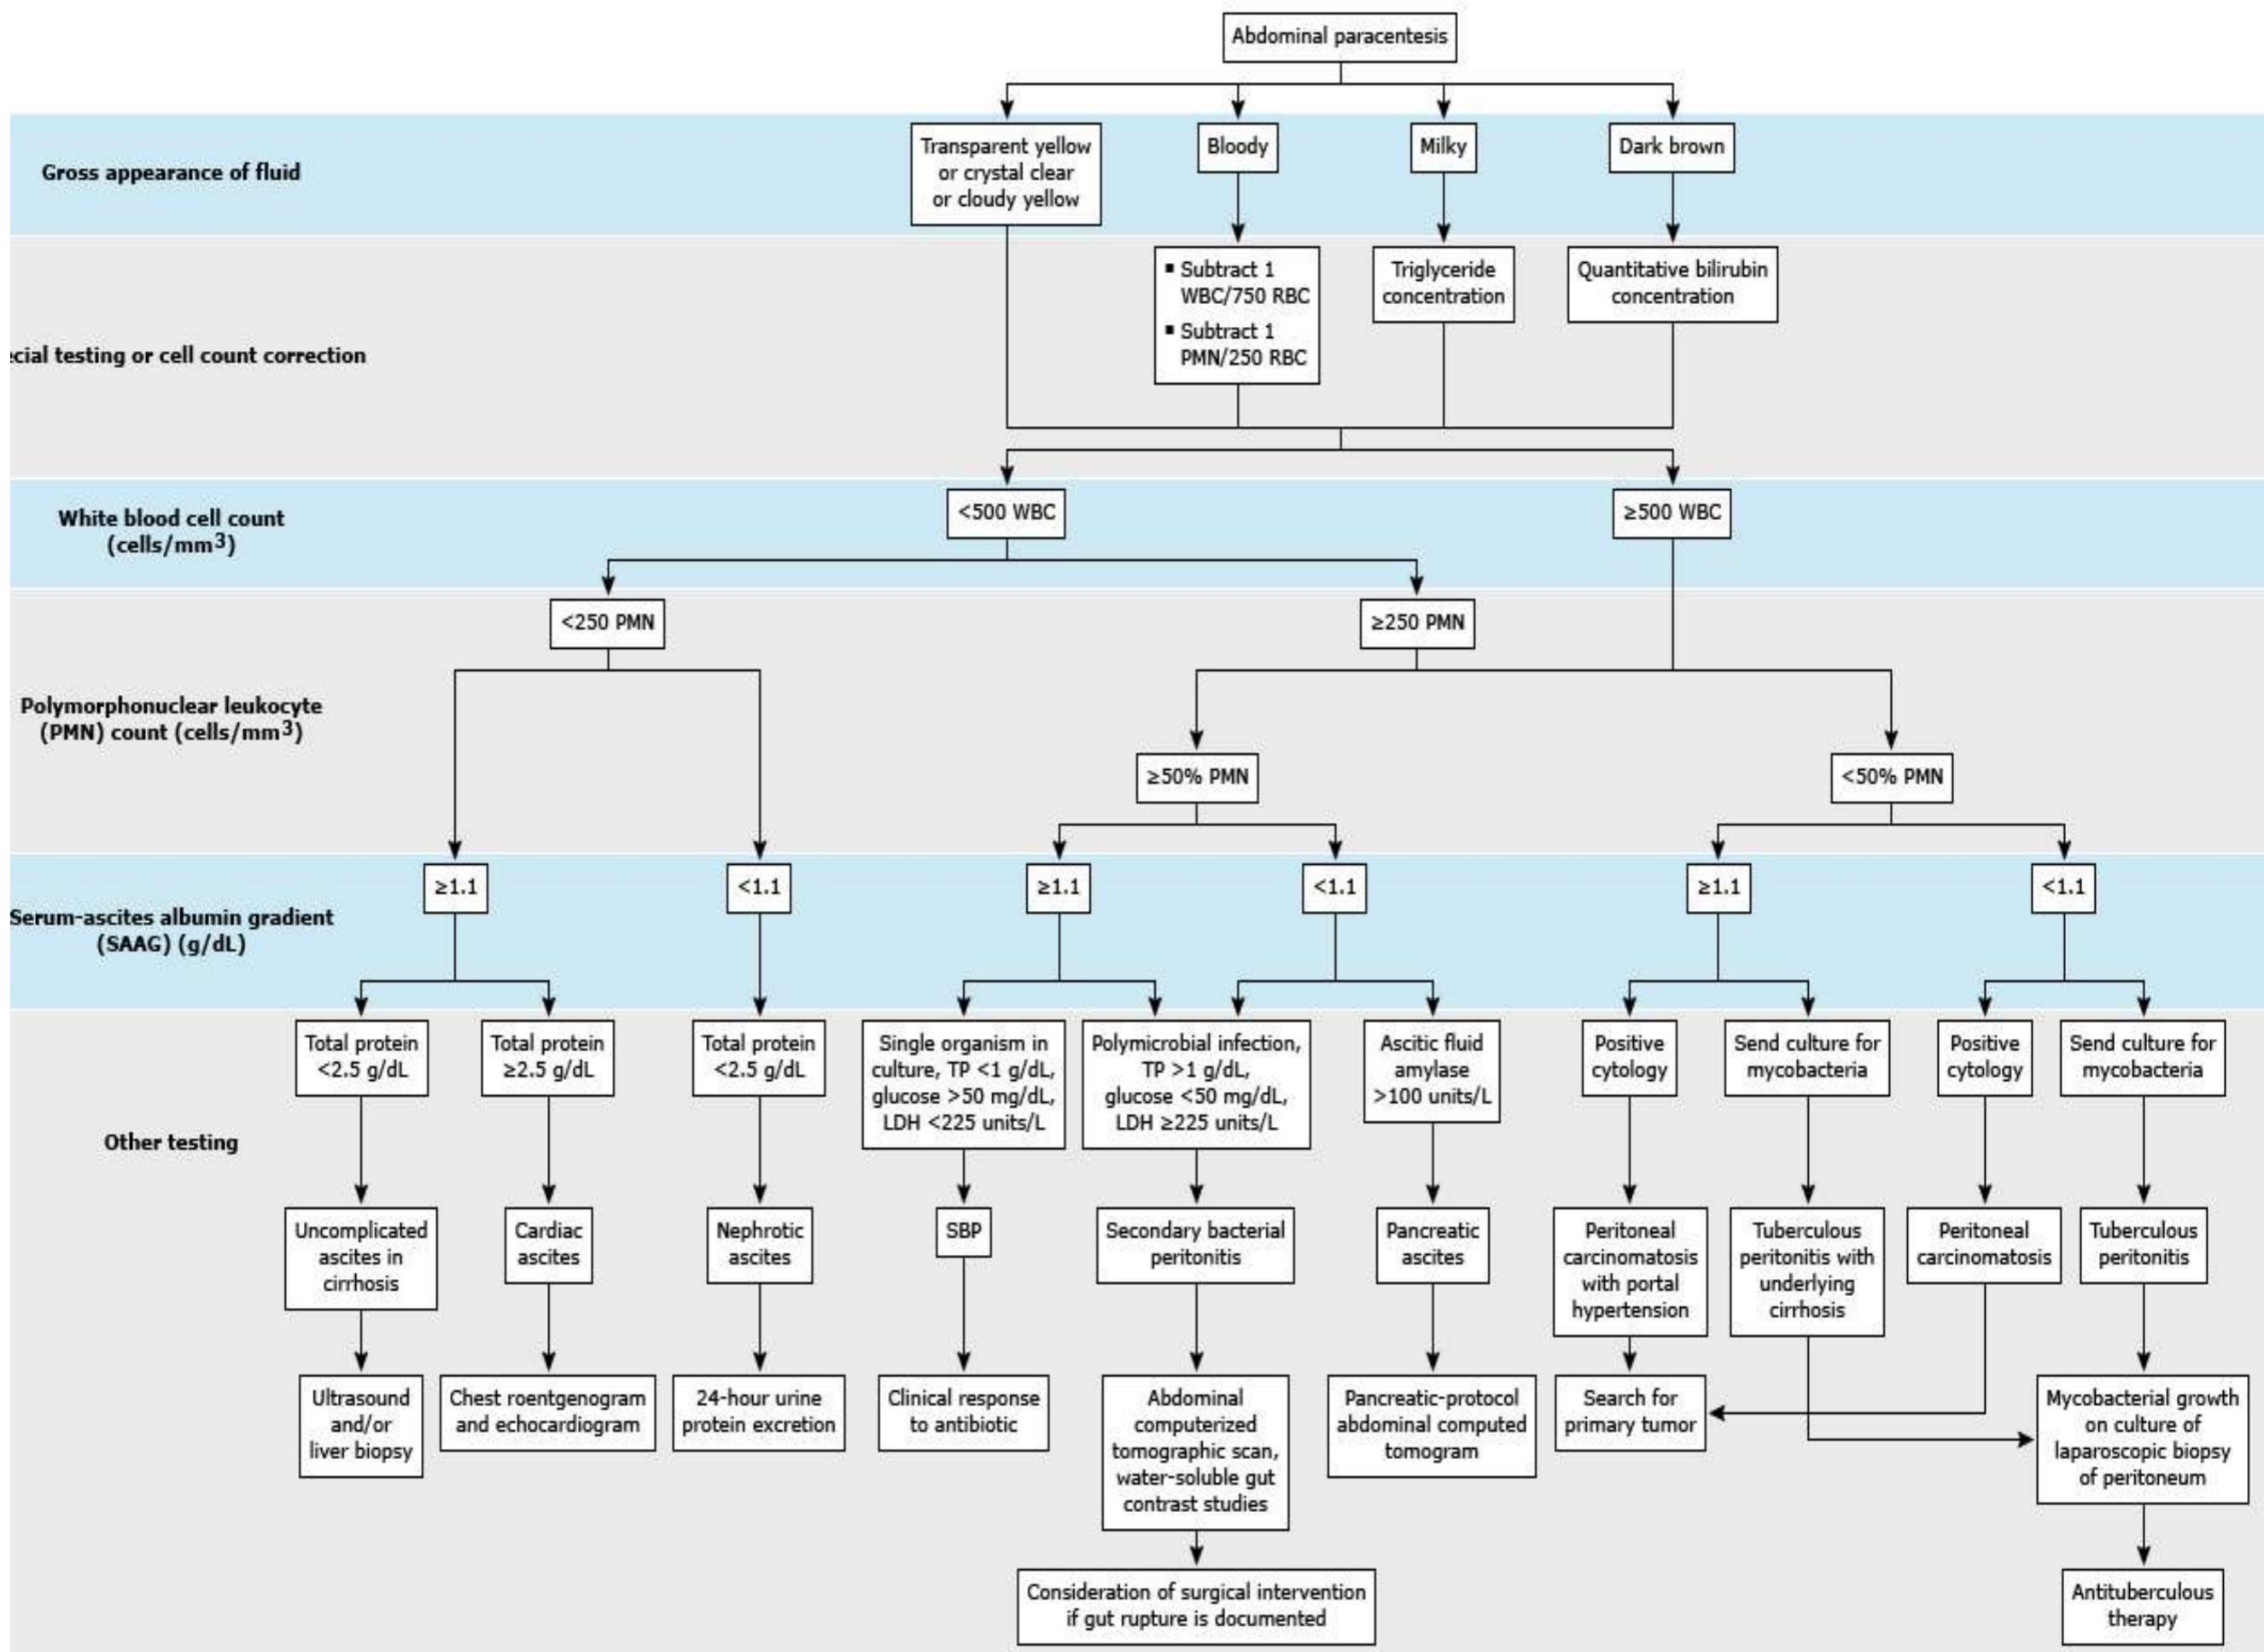 Abdominal paracentesis
Gross appearance of fluid
Transparent yellow
or crystal clear
or cloudy yellow
Bloody
Milky
Dark brown
cial testing or cell count correction
▪ Subtract 1
WBC/750 RBC
▪ Subtract 1
PMN/250 RBC
Triglyceride
concentration
Quantitative bilirubin
concentration
White blood cell count
(cells/mm3)
<500 WBC
≥500 WBC
Polymorphonuclear leukocyte
(PMN) count (cells/mm3)
<250 PMN
≥250 PMN
≥50% PMN
<50% PMN
Serum-ascites albumin gradient
(SAAG) (g/dL)
≥1.1
<1.1
≥1.1
<1.1
≥1.1
<1.1
Other testing
Total protein
<2.5 g/dL
Total protein
≥2.5 g/dL
Total protein
<2.5 g/dL
Single organism in
culture, TP <1 g/dL,
glucose >50 mg/dL,
LDH <225 units/L
Polymicrobial infection,
TP >1 g/dL,
glucose <50 mg/dL,
LDH ≥225 units/L
Ascitic fluid
amylase
>100 units/L
Positive
cytology
Send culture for
mycobacteria
Positive
cytology
Send culture for
mycobacteria
Uncomplicated
ascites in
cirrhosis
Cardiac
ascites
Nephrotic
ascites
SBP
Secondary bacterial
peritonitis
Pancreatic
ascites
Peritoneal
carcinomatosis
with portal
hypertension
Tuberculous
peritonitis with
underlying
cirrhosis
Peritoneal
carcinomatosis
Tuberculous
peritonitis
Ultrasound
and/or
liver biopsy
Chest roentgenogram
and echocardiogram
24-hour urine
protein excretion
Clinical response
to antibiotic
Abdominal
computerized
tomographic scan,
water-soluble gut
contrast studies
Pancreatic-protocol
abdominal computed
tomogram
Search for
primary tumor
Mycobacterial growth
on culture of
laparoscopic biopsy
of peritoneum
Consideration of surgical intervention
if gut rupture is documented
Antituberculous
therapy